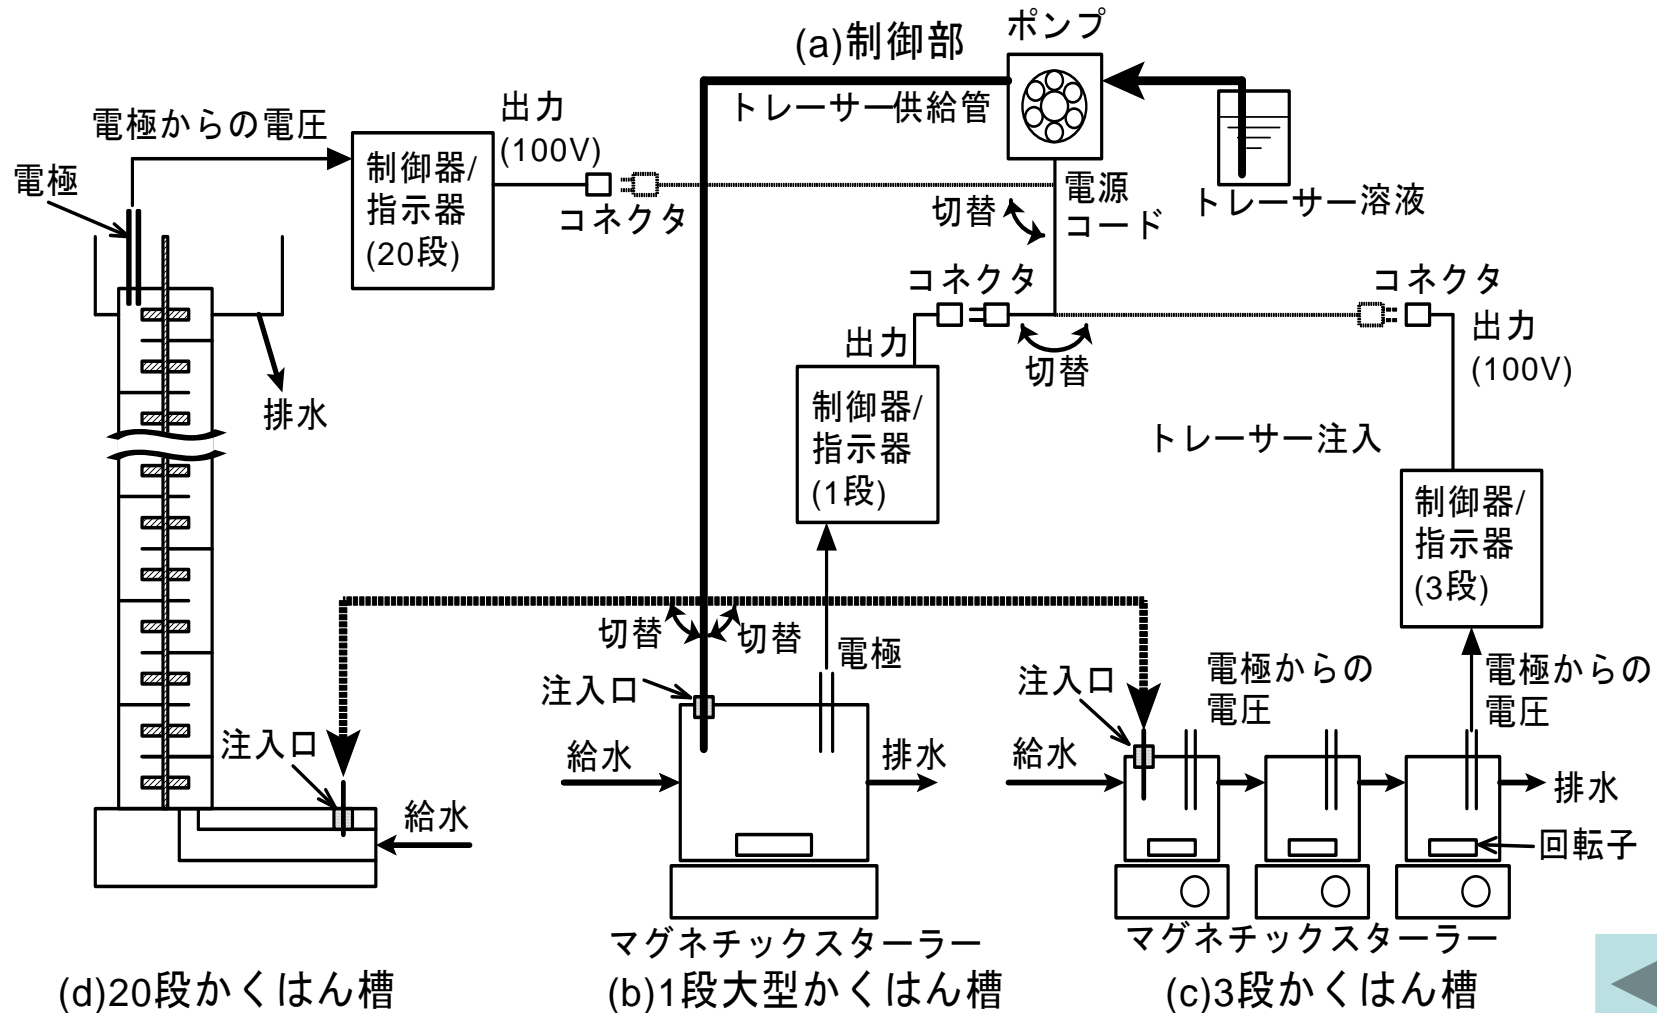 (a)制御部
ポンプ
トレーサー供給管
トレーサー溶液
電源
コード
切替
電極からの電圧
電極
制御器/
指示器
(20段)
出力
(100V)
コネクタ
排水
コネクタ
切替
出力
制御器/
指示器
(1段)
コネクタ
出力
(100V)
トレーサー注入
制御器/
指示器
(3段)
切替
切替
電極
注入口
給水
排水
注入口
給水
注入口
給水
電極からの
電圧
電極からの
電圧
排水
回転子
マグネチックスターラー
マグネチックスターラー
(d)20段かくはん槽
(b)1段大型かくはん槽
(c)3段かくはん槽